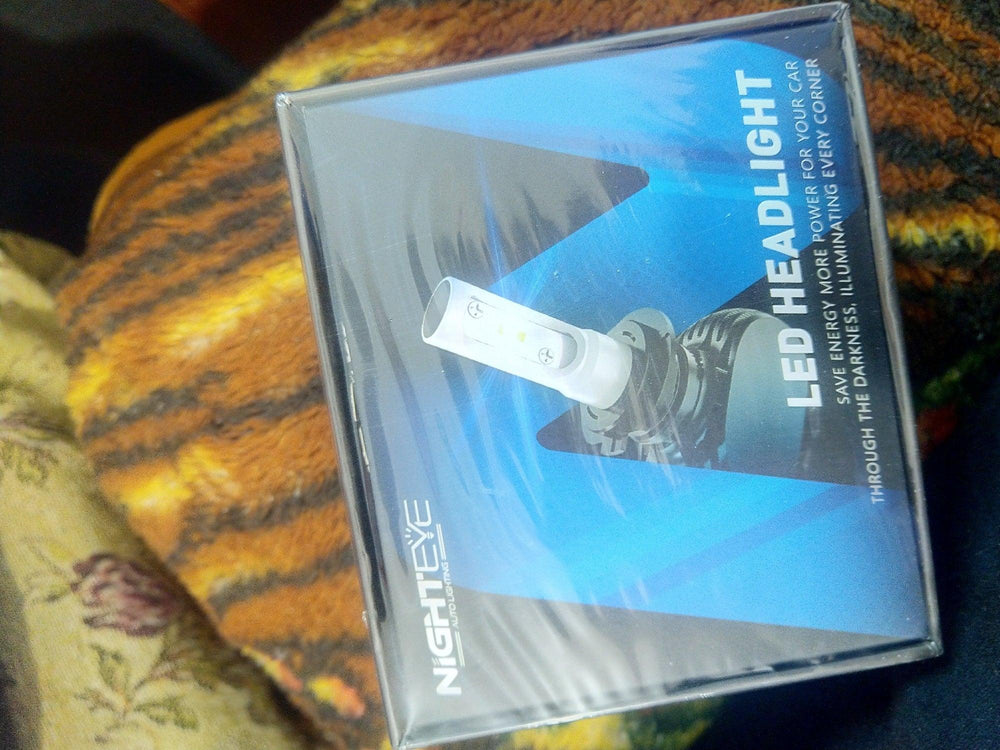 NIGHTEYE
AUTO LIGHTING
LED HEADLIGHT
SAVE ENERGY MORE POWER FOR YOUR CAR
THROUGH THE DARKNESS, ILLUMINATING EVERY CORNER